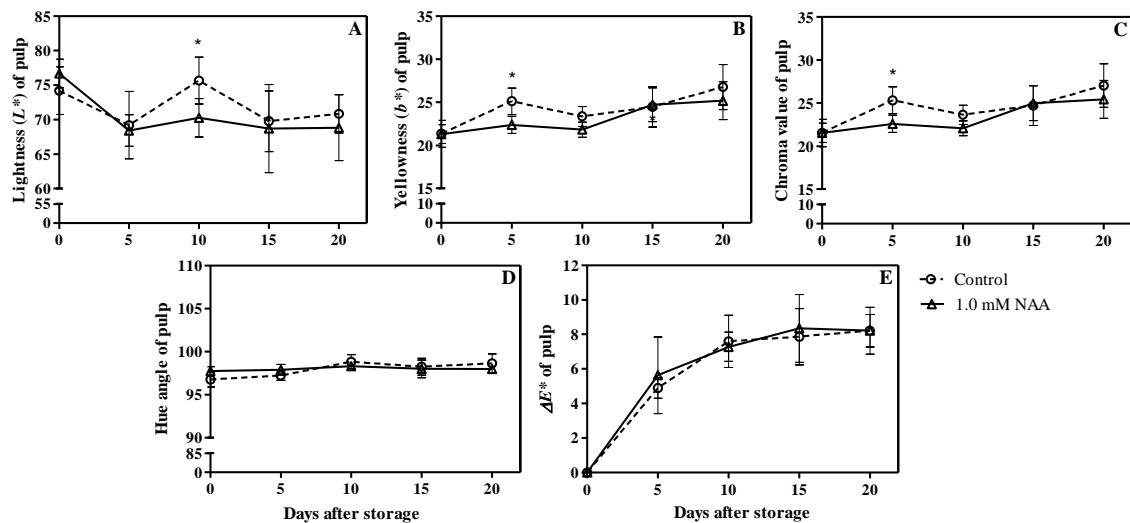 Lightness (L*) of pulp
85
80
75
70
65
60
55
0
A
*
0 5 10 15 20
Yellowness (b*) of pulp
35
30
25
20
15
10
0
B
*
*
0 5 10 15 20
Chroma value of pulp
35
30
25
20
15
10
0
C
*
0 5 10 15 20
Hue angle of pulp
110
105
100
95
90
85
0
D
0 5 10 15 20
Days after storage
ΔE* of pulp
12
10
8
6
4
2
0
E
0 5 10 15 20
Days after storage
Control
1.0 mM NAA